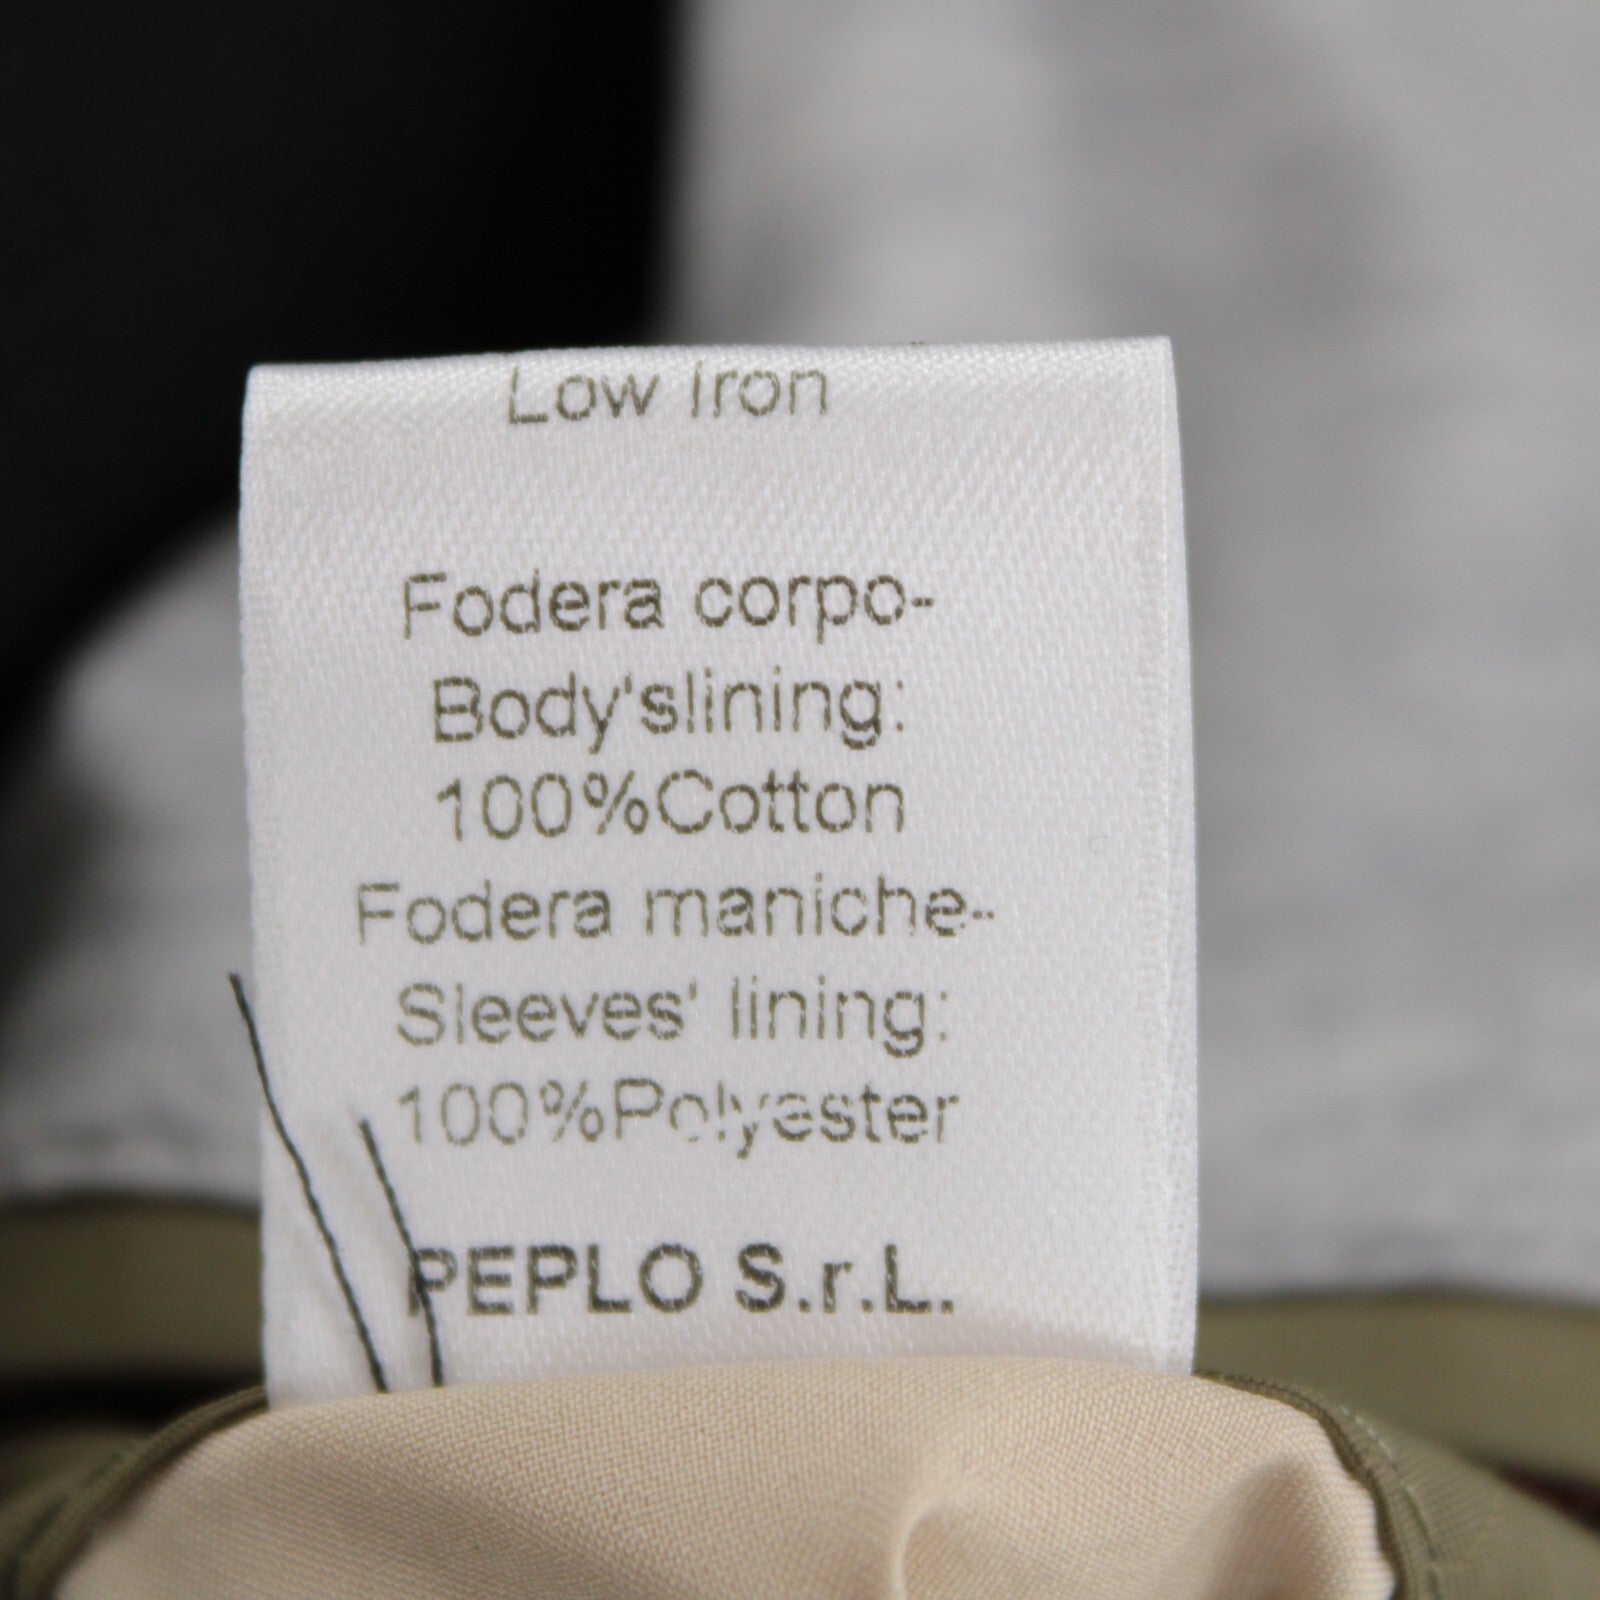 Low Iron
Fodera corpo-
Body'slining:
100%Cotton
Fodera maniche-
Sleeves' lining:
100%Polyester
PEPLO S.r.L.